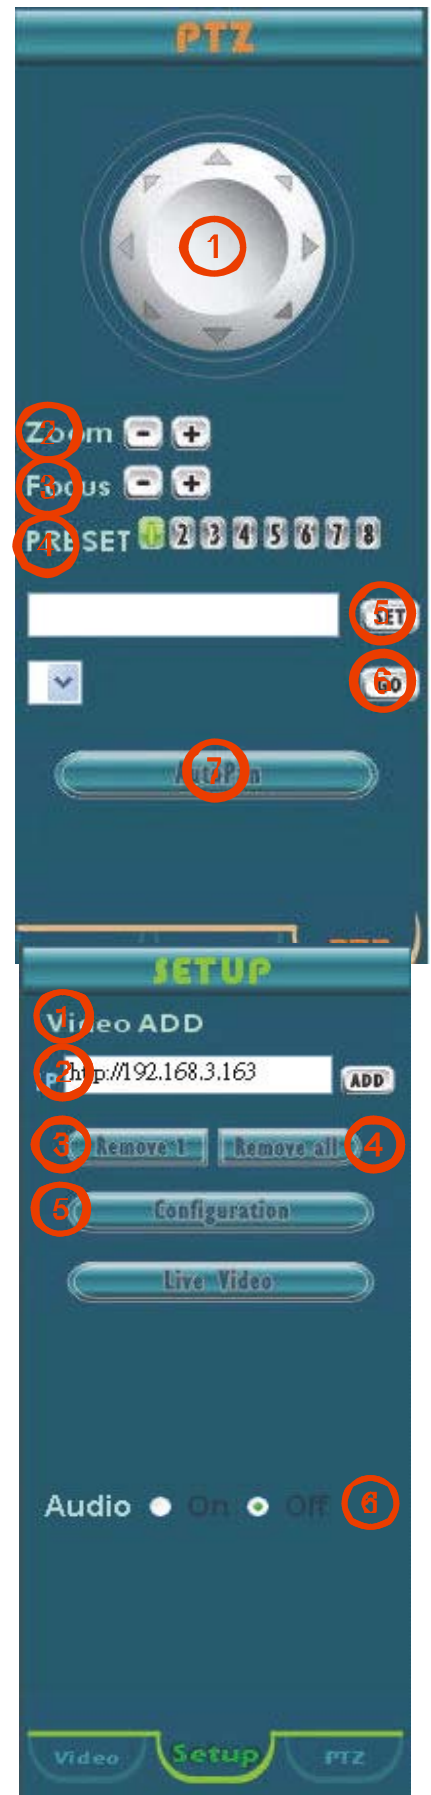 PTZ
1
2 Zoom - +
3 Focus - +
4 PRESET 1 2 3 4 5 6 7 8
SET 5
GO 6
AutoPan 7
SETUP
1 Video ADD
2 IP http://192.168.3.163 ADD
3 Remove 1 Remove all 4
5 Configuration
Live Video
Audio On Off 6
Video Setup PTZ